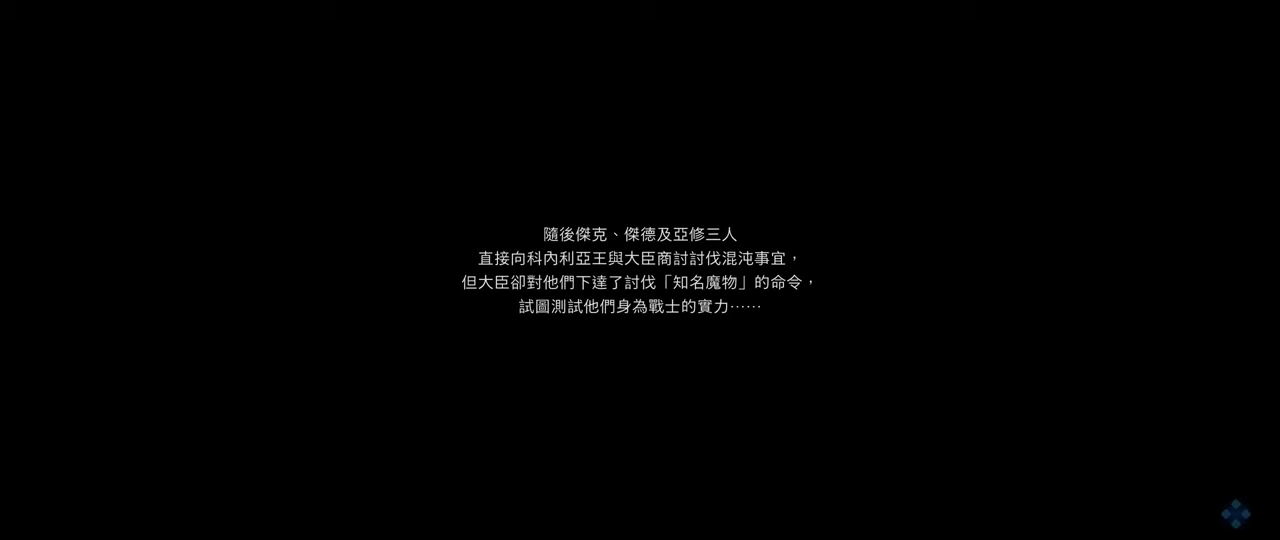 隨後傑克、傑德及亞修三人
直接向科內利亞王與大臣商討討伐混沌事宜，
但大臣卻對他們下達了討伐「知名魔物」的命令，
試圖測試他們身為戰士的實力⋯⋯